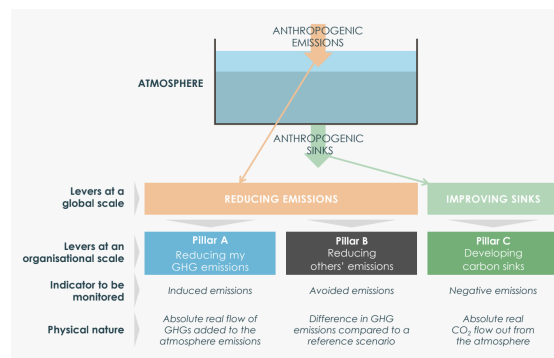 ANTHROPOGENIC
EMISSIONS
ATMOSPHERE
ANTHROPOGENIC
SINKS
Levers at a
global scale
REDUCING EMISSIONS
IMPROVING SINKS
Levers at an
organisational scale
Pillar A
Reducing my
GHG emissions
Pillar B
Reducing
others' emissions
Pillar C
Developing
carbon sinks
Indicator to be
monitored
Induced emissions
Avoided emissions
Negative emissions
Physical nature
Absolute real flow of
GHGs added to the
atmosphere emissions
Difference in GHG
emissions compared to a
reference scenario
Absolute real
CO₂ flow out from
the atmosphere